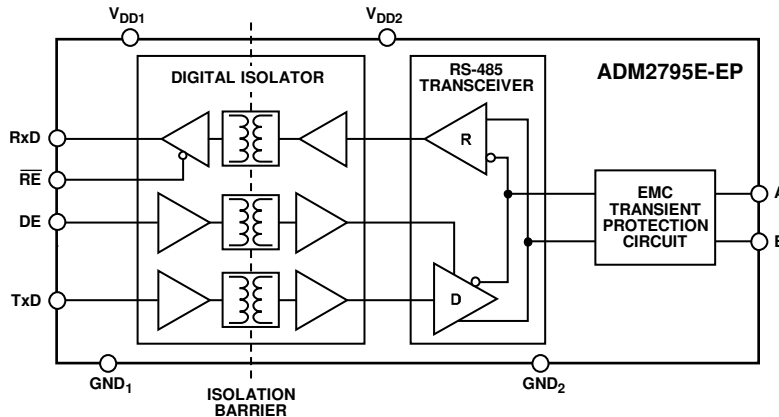 VDD1
VDD2
DIGITAL ISOLATOR
RS-485
TRANSCEIVER
ADM2795E-EP
RxD
R
RE
EMC
TRANSIENT
PROTECTION
CIRCUIT
A
DE
TxD
D
GND1
GND2
ISOLATION
BARRIER